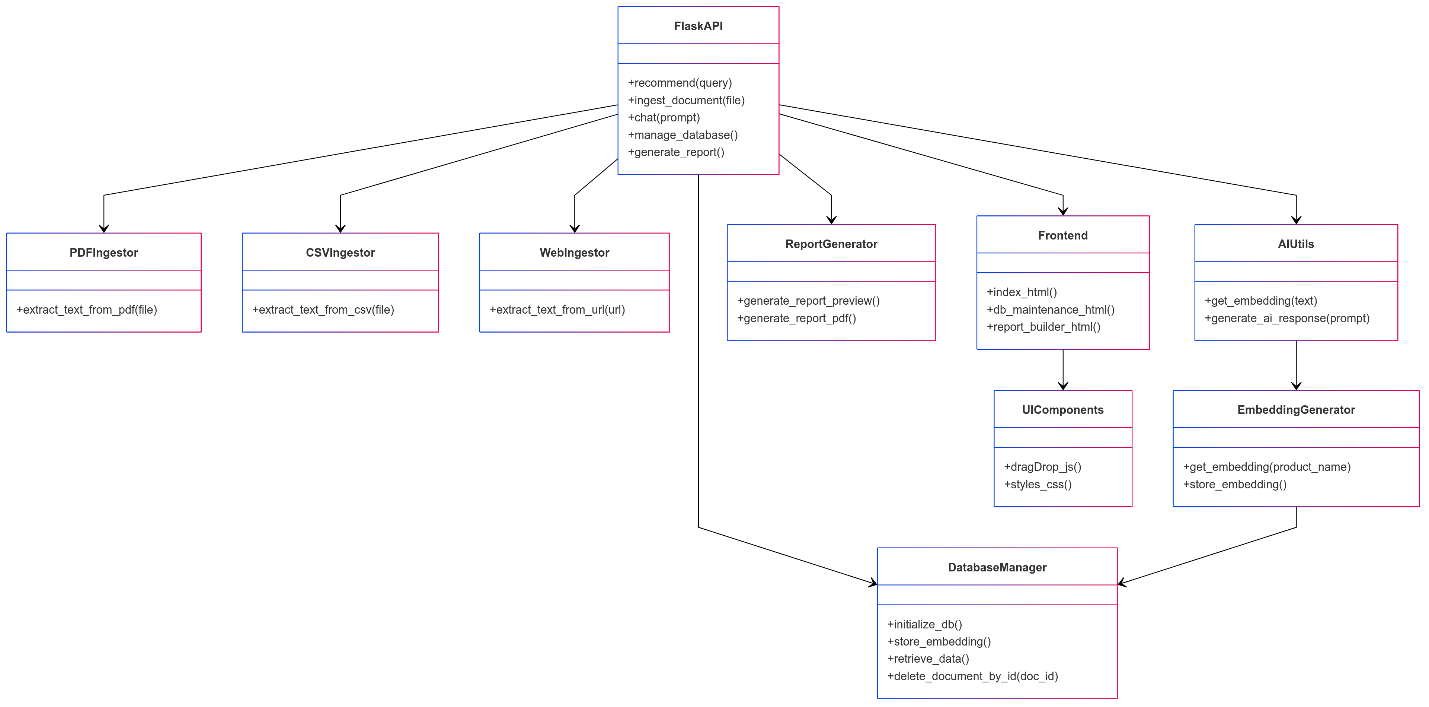 FlaskAPI
+recommend(query)
+ingest_document(file)
+chat(prompt)
+manage_database()
+generate_report()
PDFIngestor
+extract_text_from_pdf(file)
CSVIngestor
+extract_text_from_csv(file)
WebIngestor
+extract_text_from_url(url)
ReportGenerator
+generate_report_preview()
+generate_report_pdf()
Frontend
+index_html()
+db_maintenance_html()
+report_builder_html()
AIUtils
+get_embedding(text)
+generate_ai_response(prompt)
UIComponents
+dragDrop_js()
+styles_css()
EmbeddingGenerator
+get_embedding(product_name)
+store_embedding()
DatabaseManager
+initialize_db()
+store_embedding()
+retrieve_data()
+delete_document_by_id(doc_id)